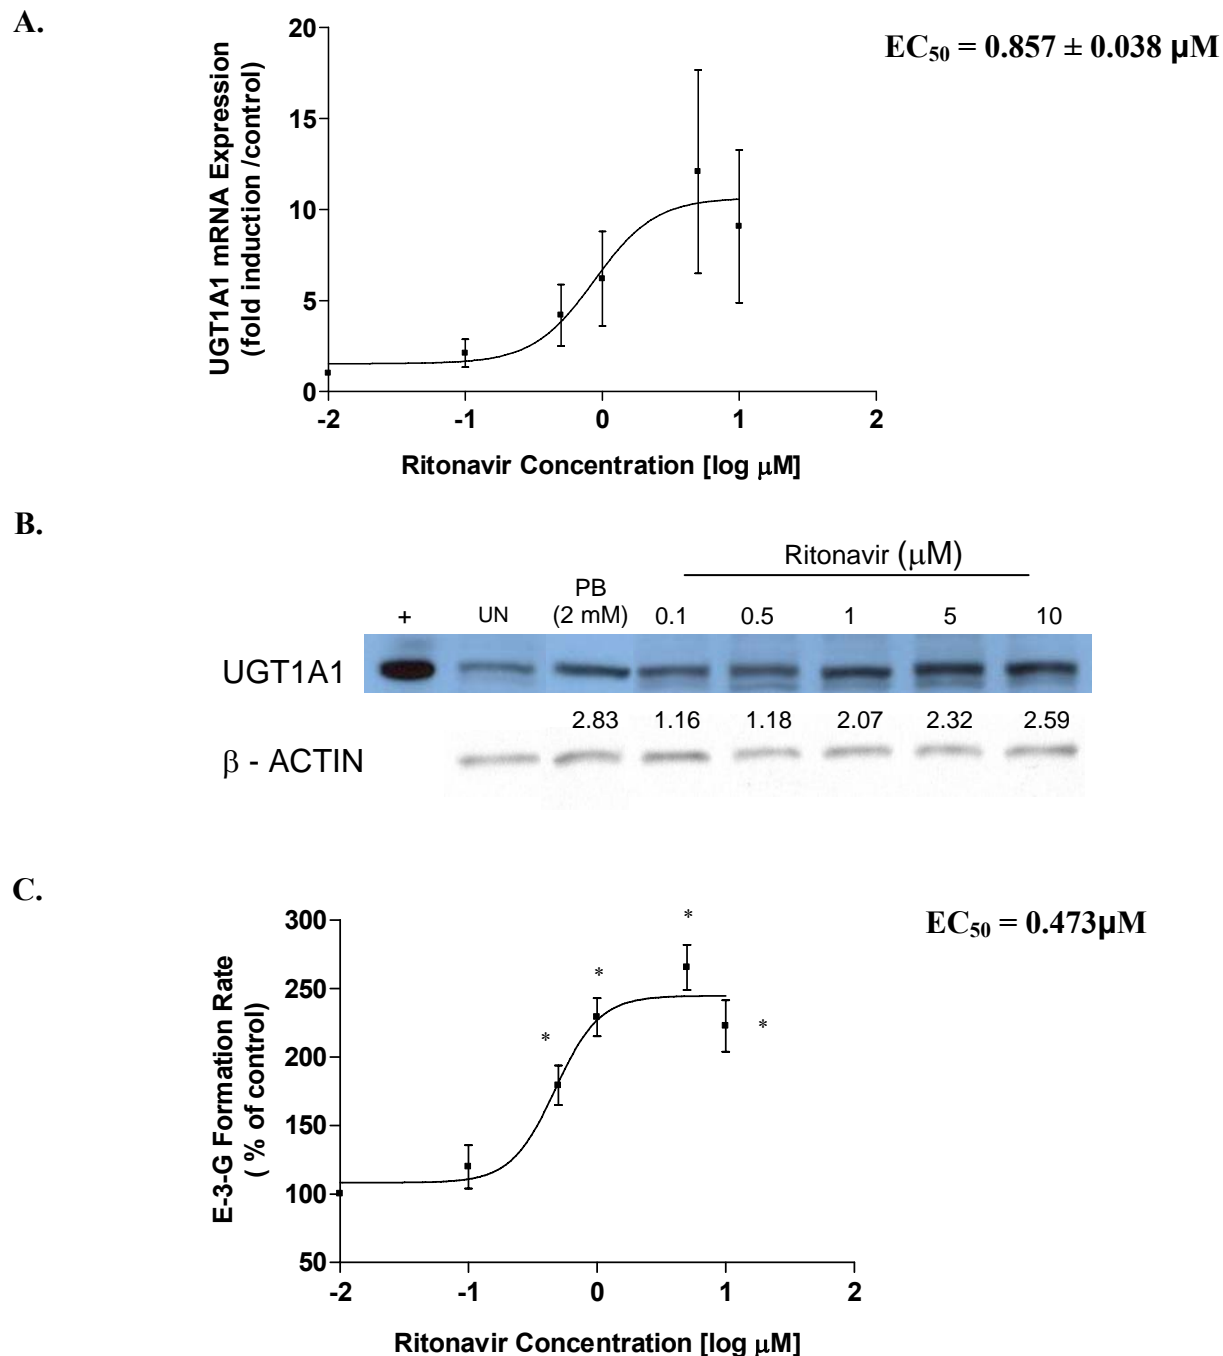 A.
EC50 = 0.857 ± 0.038 µM
UGT1A1 mRNA Expression
(fold induction /control)
20
15
10
5
0
-2 -1 0 1 2
Ritonavir Concentration [log µM]
B.
Ritonavir (µM)
PB
+ UN (2 mM) 0.1 0.5 1 5 10
UGT1A1
2.83 1.16 1.18 2.07 2.32 2.59
β - ACTIN
C.
EC50 = 0.473µM
E-3-G Formation Rate
( % of control)
300
250
200
150
100
50
* * * *
-2 -1 0 1 2
Ritonavir Concentration [log µM]